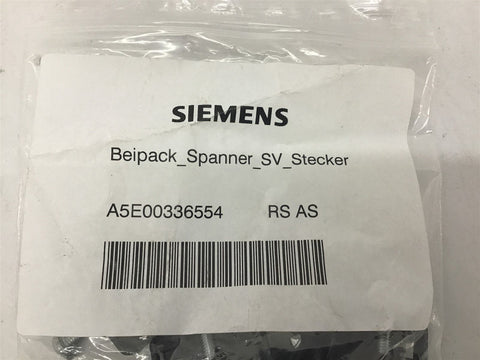 SIEMENS
Beipack_Spanner_SV_Stecker
A5E00336554 RS AS